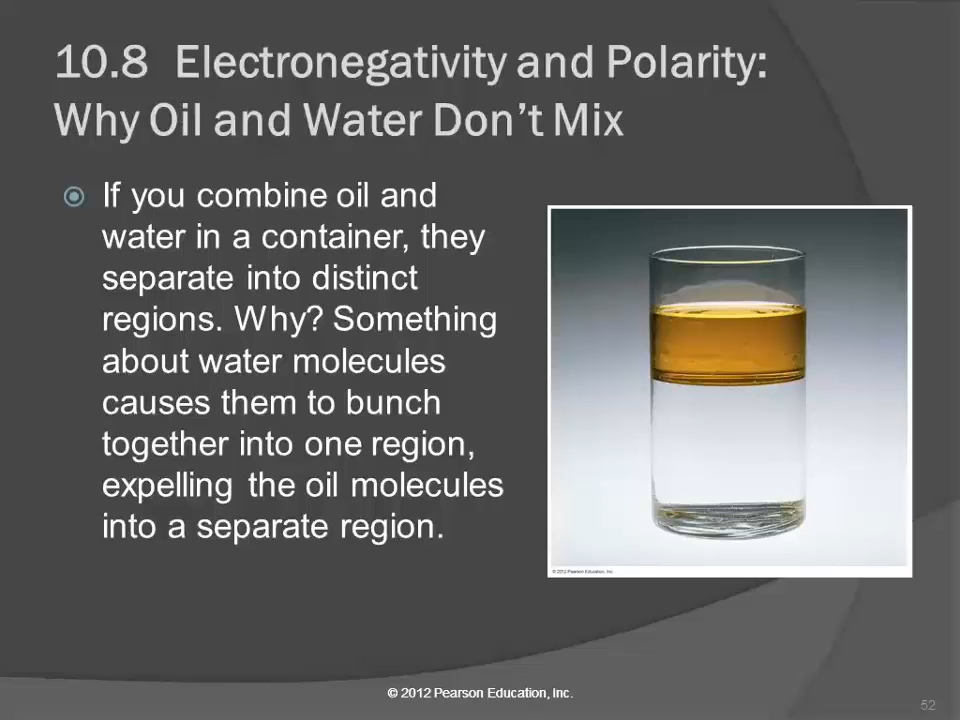 10.8 Electronegativity and Polarity:
Why Oil and Water Don’t Mix
If you combine oil and
water in a container, they
separate into distinct
regions. Why? Something
about water molecules
causes them to bunch
together into one region,
expelling the oil molecules
into a separate region.
© 2012 Pearson Education, Inc.
© 2012 Pearson Education, Inc.
52